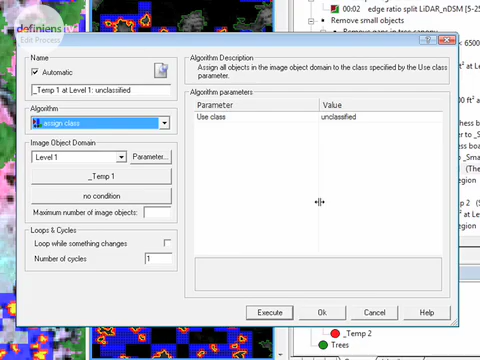 definiens
Edit Process
Name
Automatic
_Temp 1 at Level 1: unclassified
Algorithm
assign class
Image Object Domain
Level 1
Parameter...
_Temp 1
no condition
Maximum number of image objects:
Loops & Cycles
Loop while something changes
Number of cycles
1
Algorithm Description
Assign all objects in the image object domain to the class specified by the Use class
parameter.
Algorithm parameters
Parameter
Value
Use class
unclassified
Execute
Ok
Cancel
Help
00:02
edge ratio split LiDAR_nDSM [5-25
Remove small objects
6500
_Temp 2
Trees